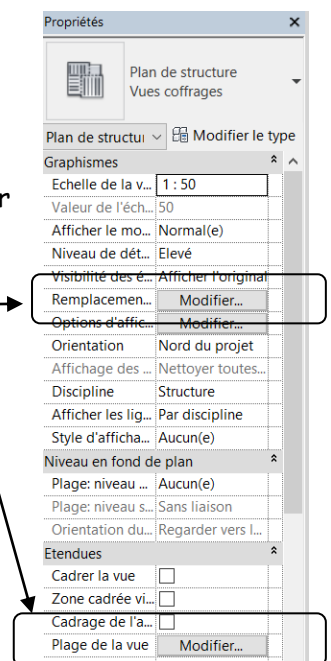 Propriétés ×
Plan de structure
Vues coffrages
Plan de structu Modifier le type
Graphismes
Echelle de la v... 1 : 50
Valeur de l'éch... 50
r
Afficher le mo... Normal(e)
Niveau de dét... Elevé
Visibilité des é... Afficher l'original
Remplacemen... Modifier...
Options d'affic... Modifier...
Orientation Nord du projet
Affichage des ... Nettoyer toutes...
Discipline Structure
Afficher les lig... Par discipline
Style d'afficha... Aucun(e)
Niveau en fond de plan
Plage: niveau ... Aucun(e)
Plage: niveau s... Sans liaison
Orientation du... Regarder vers l...
Etendues
Cadrer la vue
Zone cadrée vi...
Cadrage de l'a...
Plage de la vue Modifier...